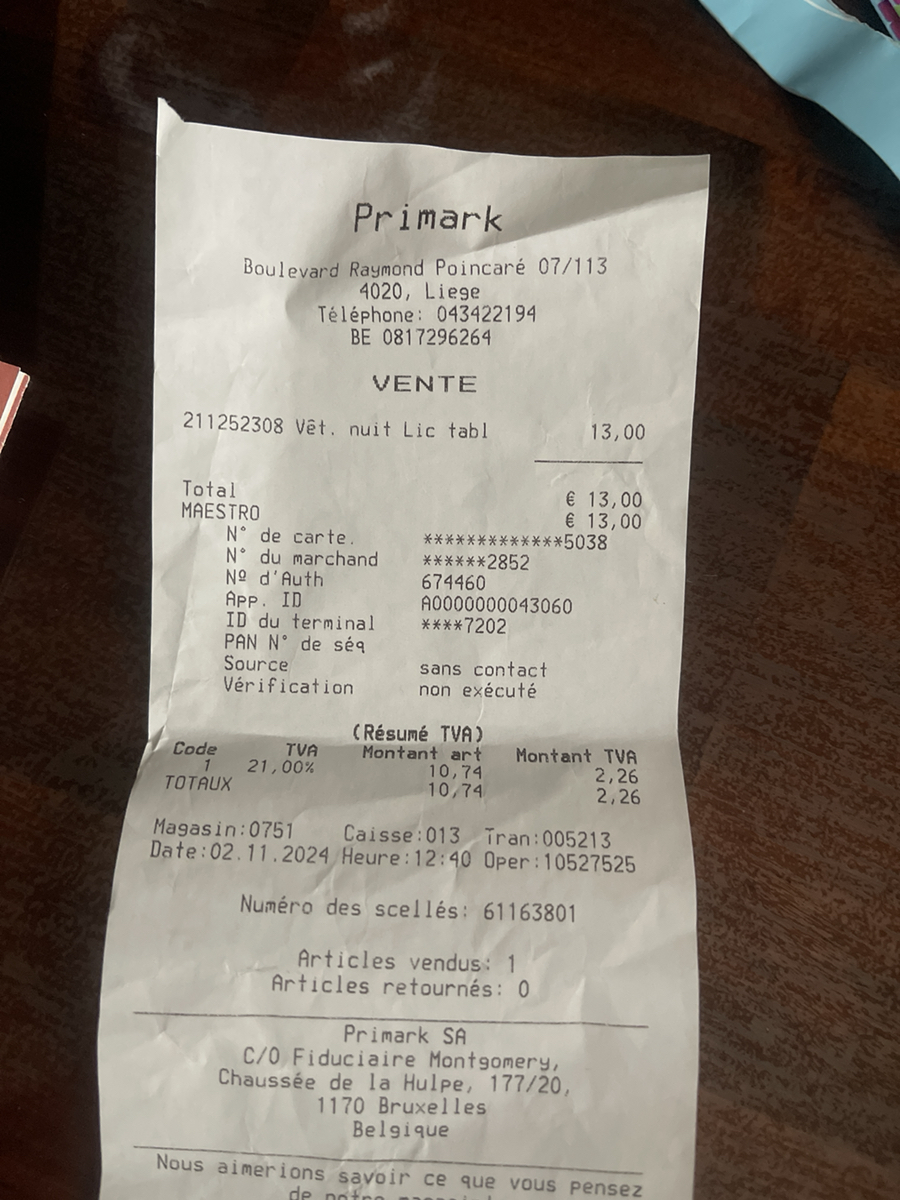 Primark
Boulevard Raymond Poincaré 07/113
4020, Liege
Téléphone: 043422194
BE 0817296264
VENTE
211252308 Vêt. nuit Lic tabl 13,00
Total € 13,00
MAESTRO € 13,00
N° de carte. *************5038
N° du marchand ******2852
Nº d'Auth 674460
App. ID A0000000043060
ID du terminal ****7202
PAN N° de séq
Source sans contact
Vérification non exécuté
(Résumé TVA)
Code TVA Montant art Montant TVA
1 21,00% 10,74 2,26
TOTAUX 10,74 2,26
Magasin:0751 Caisse:013 Tran:005213
Date:02.11.2024 Heure:12:40 Oper:10527525
Numéro des scellés: 61163801
Articles vendus: 1
Articles retournés: 0
Primark SA
C/O Fiduciaire Montgomery,
Chaussée de la Hulpe, 177/20,
1170 Bruxelles
Belgique
Nous aimerions savoir ce que vous pensez
de notre